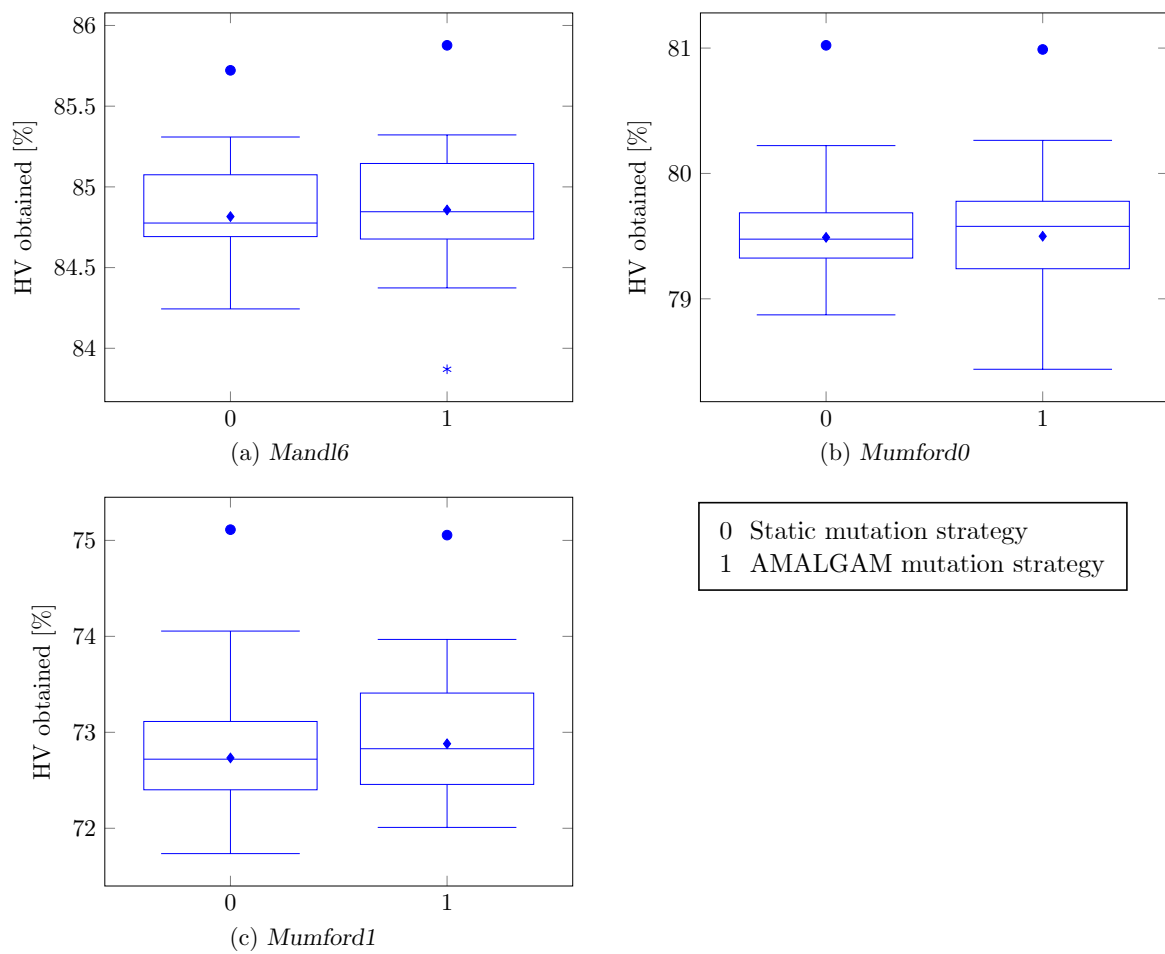 86
85.5
85
84.5
84
HV obtained [%]
0
1
(a) Mandl6
81
80
79
HV obtained [%]
0
1
(b) Mumford0
75
74
73
72
HV obtained [%]
0
1
(c) Mumford1
0 Static mutation strategy
1 AMALGAM mutation strategy